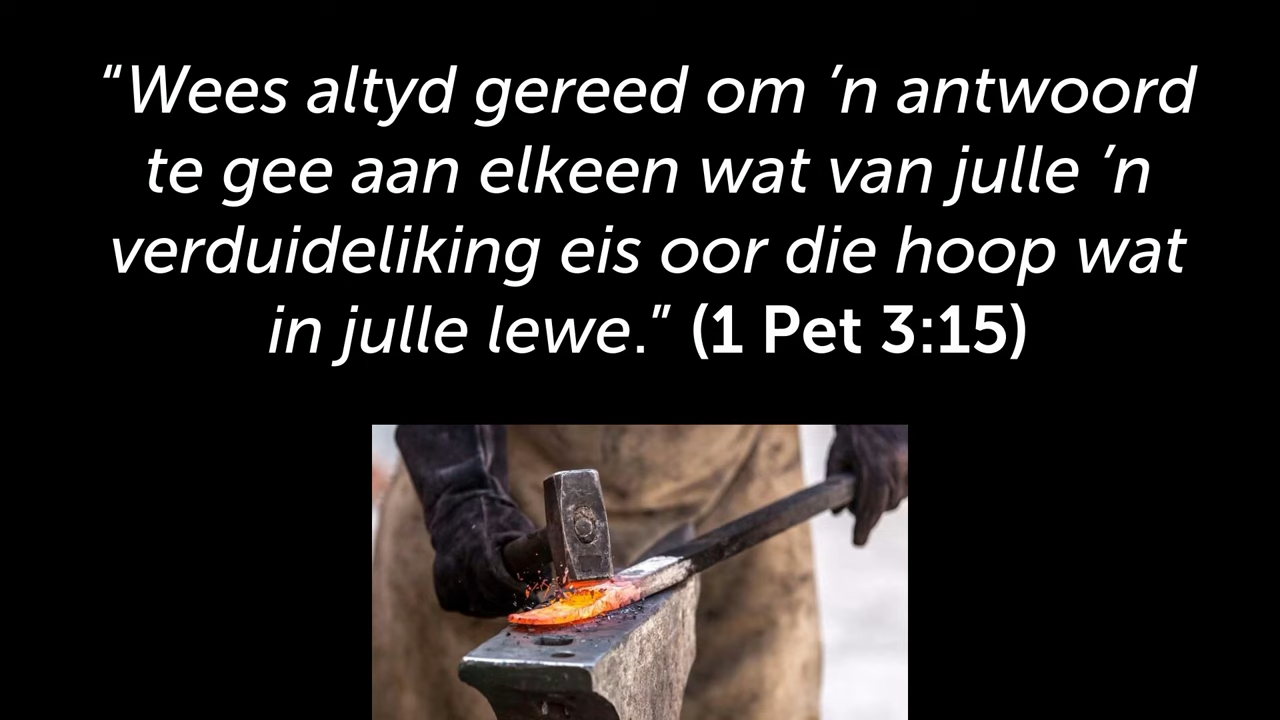 “Wees altyd gereed om ’n antwoord
te gee aan elkeen wat van julle ’n
verduideliking eis oor die hoop wat
in julle lewe.” (1 Pet 3:15)